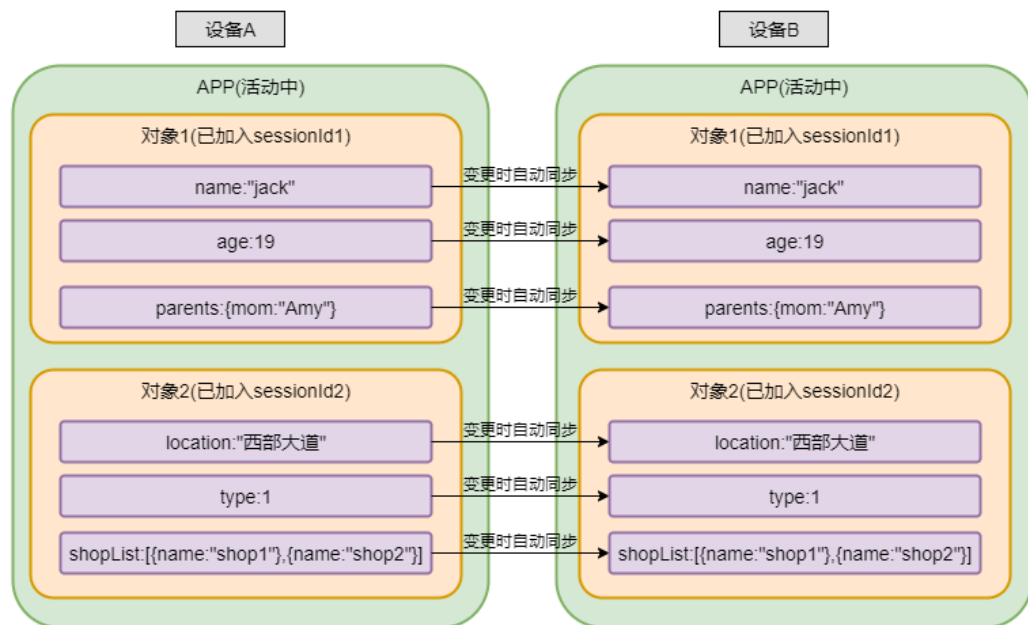 设备A
设备B
APP(活动中)
APP(活动中)
对象1(已加入sessionId1)
对象1(已加入sessionId1)
name:"jack"
变更时自动同步
name:"jack"
age:19
变更时自动同步
age:19
parents:{mom:"Amy"}
变更时自动同步
parents:{mom:"Amy"}
对象2(已加入sessionId2)
对象2(已加入sessionId2)
location:"西部大道"
变更时自动同步
location:"西部大道"
type:1
变更时自动同步
type:1
shopList:[{name:"shop1"},{name:"shop2"}]
变更时自动同步
shopList:[{name:"shop1"},{name:"shop2"}]